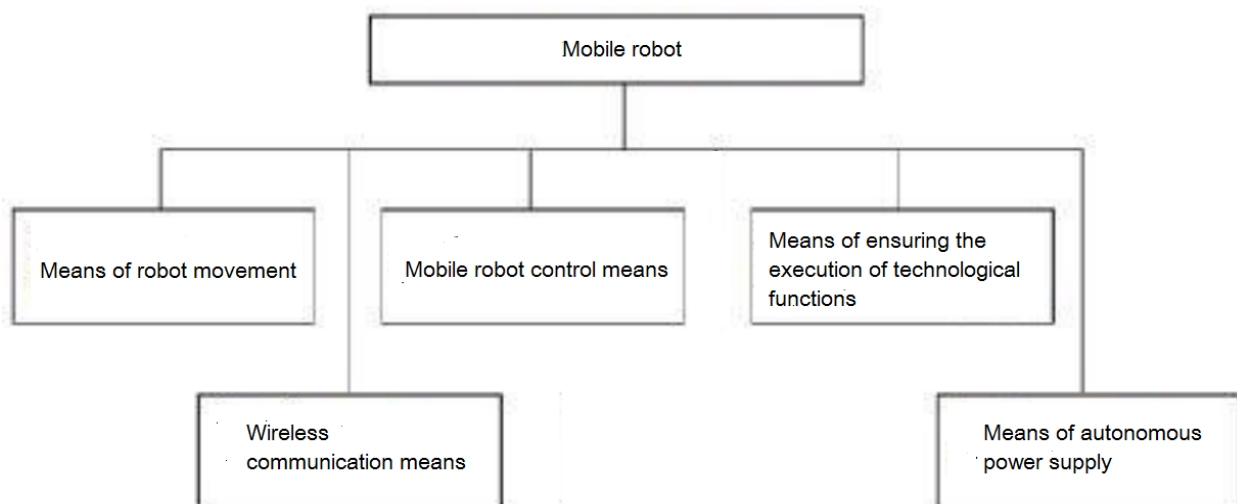 Mobile robot
Means of robot movement
Mobile robot control means
Means of ensuring the
execution of technological
functions
Wireless
communication means
Means of autonomous
power supply